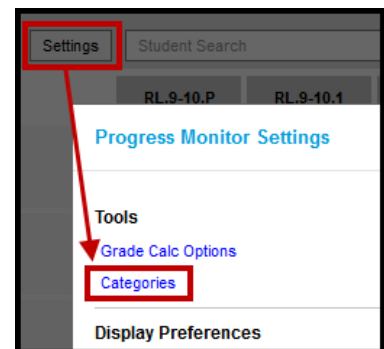 Settings Student Search
RL.9-10.P RL.9-10.1
Progress Monitor Settings
Tools
Grade Calc Options
Categories
Display Preferences